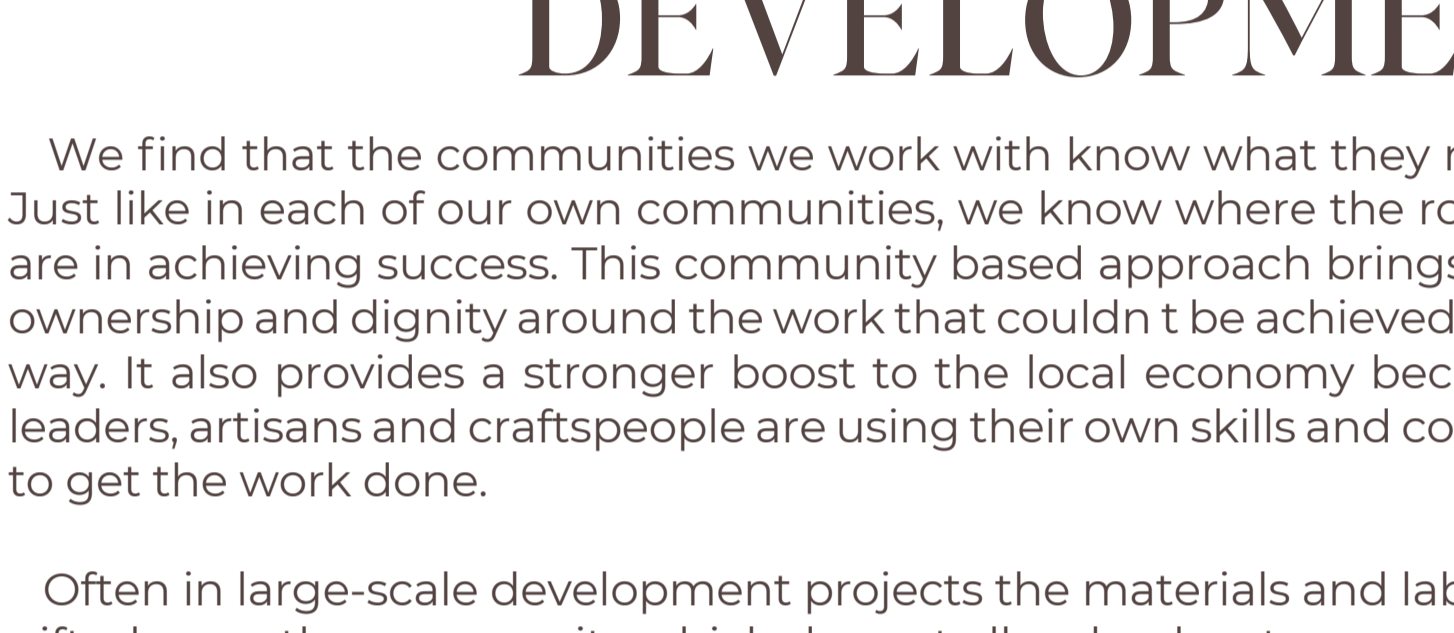 DEVELOPME
We find that the communities we work with know what they
Just like in each of our own communities, we know where the
are in achieving success. This community based approach brings
ownership and dignity around the work that couldn t be achieved
way. It also provides a stronger boost to the local economy bec
leaders, artisans and craftspeople are using their own skills and co
to get the work done.
Often in large-scale development projects the materials and lab